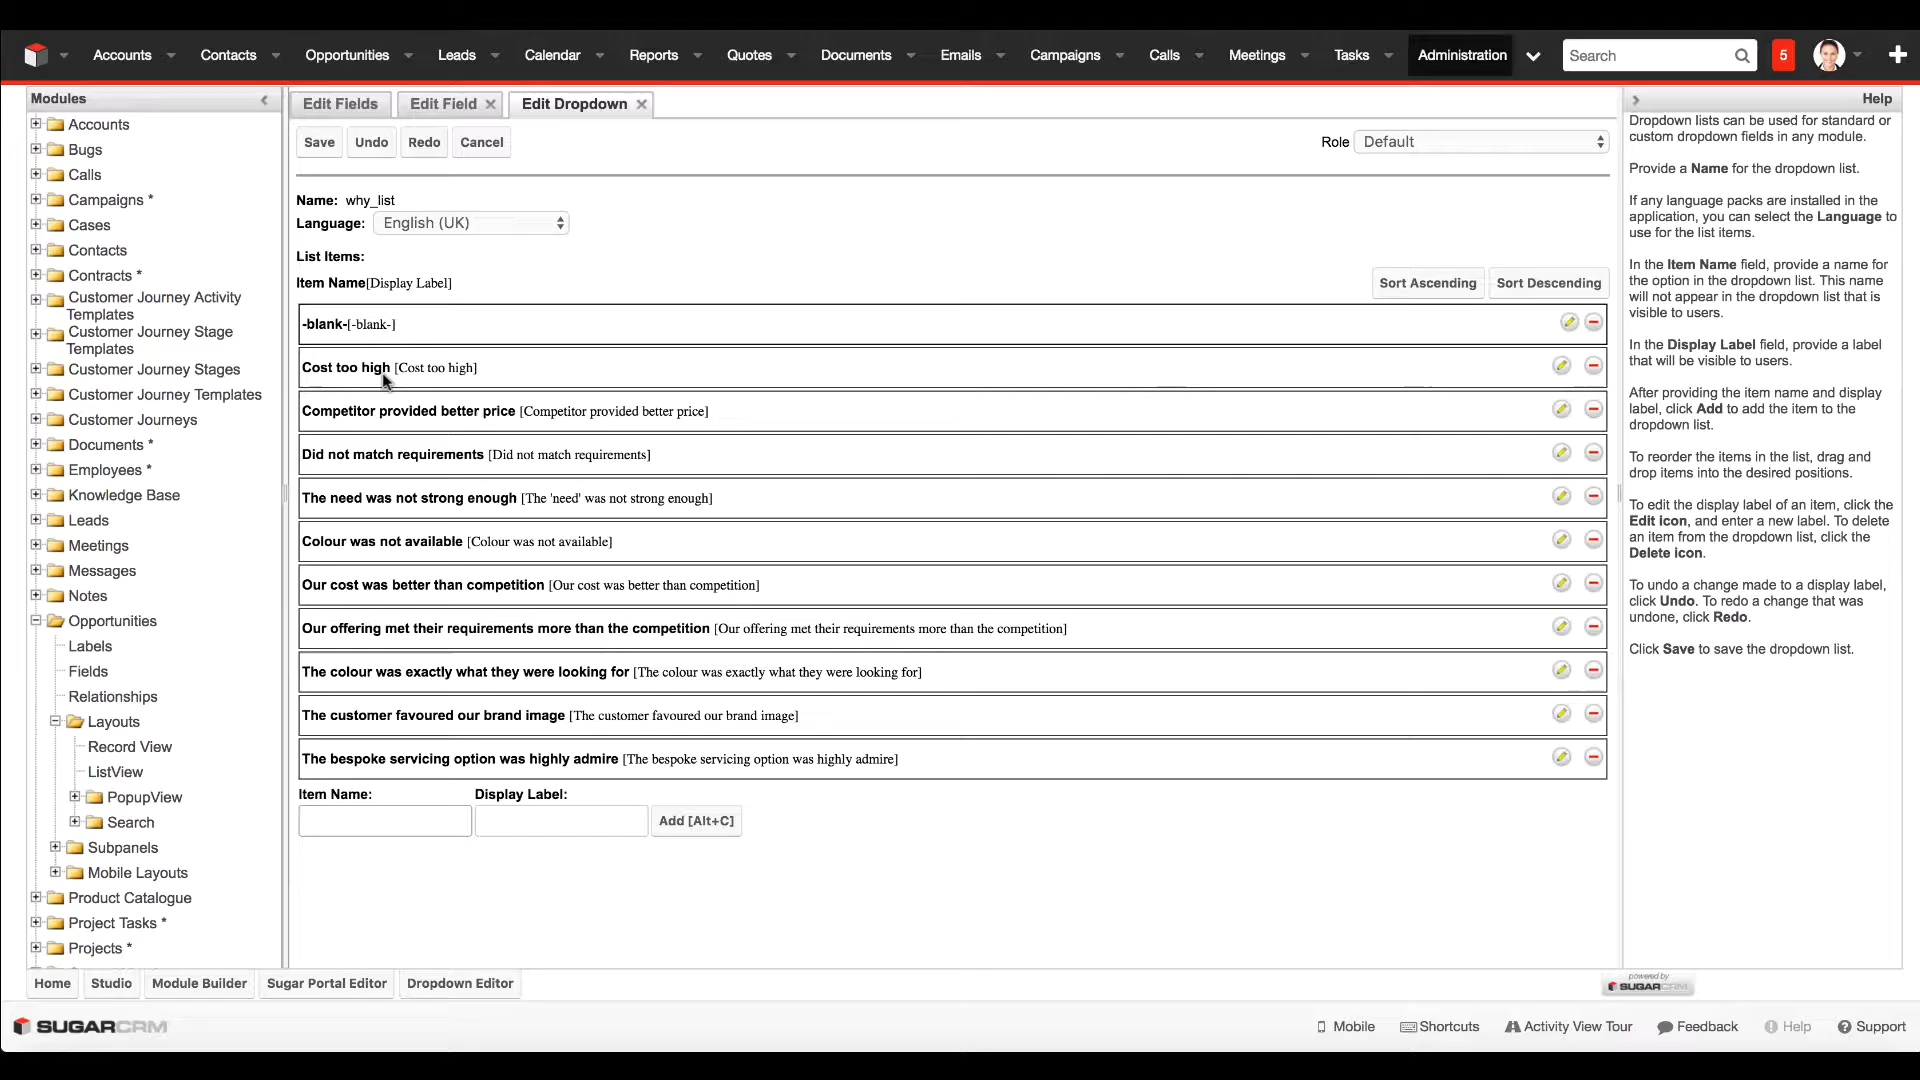 Accounts Contacts Opportunities Leads Calendar Reports Quotes Documents Emails Campaigns Calls Meetings Tasks Administration Search 5
Modules
Accounts
Bugs
Calls
Campaigns *
Cases
Contacts
Contracts *
Customer Journey Activity
Templates
Customer Journey Stage
Templates
Customer Journey Stages
Customer Journey Templates
Customer Journeys
Documents *
Employees *
Knowledge Base
Leads
Meetings
Messages
Notes
Opportunities
Labels
Fields
Relationships
Layouts
Record View
ListView
PopupView
Search
Subpanels
Mobile Layouts
Product Catalogue
Project Tasks *
Projects *
Edit Fields Edit Field Edit Dropdown
Save Undo Redo Cancel
Role Default
Name: why_list
Language: English (UK)
List Items:
Item Name[Display Label]
Sort Ascending Sort Descending
-blank-[-blank-]
Cost too high [Cost too high]
Competitor provided better price [Competitor provided better price]
Did not match requirements [Did not match requirements]
The need was not strong enough [The 'need' was not strong enough]
Colour was not available [Colour was not available]
Our cost was better than competition [Our cost was better than competition]
Our offering met their requirements more than the competition [Our offering met their requirements more than the competition]
The colour was exactly what they were looking for [The colour was exactly what they were looking for]
The customer favoured our brand image [The customer favoured our brand image]
The bespoke servicing option was highly admire [The bespoke servicing option was highly admire]
Item Name: Display Label:
Add [Alt+C]
Help
Dropdown lists can be used for standard or
custom dropdown fields in any module.
Provide a Name for the dropdown list.
If any language packs are installed in the
application, you can select the Language to
use for the list items.
In the Item Name field, provide a name for
the option in the dropdown list. This name
will not appear in the dropdown list that is
visible to users.
In the Display Label field, provide a label
that will be visible to users.
After providing the item name and display
label, click Add to add the item to the
dropdown list.
To reorder the items in the list, drag and
drop items into the desired positions.
To edit the display label of an item, click the
Edit icon, and enter a new label. To delete
an item from the dropdown list, click the
Delete icon.
To undo a change made to a display label,
click Undo. To redo a change that was
undone, click Redo.
Click Save to save the dropdown list.
Home Studio Module Builder Sugar Portal Editor Dropdown Editor
powered by
SUGARCRM
SUGARCRM
Mobile Shortcuts Activity View Tour Feedback Help Support